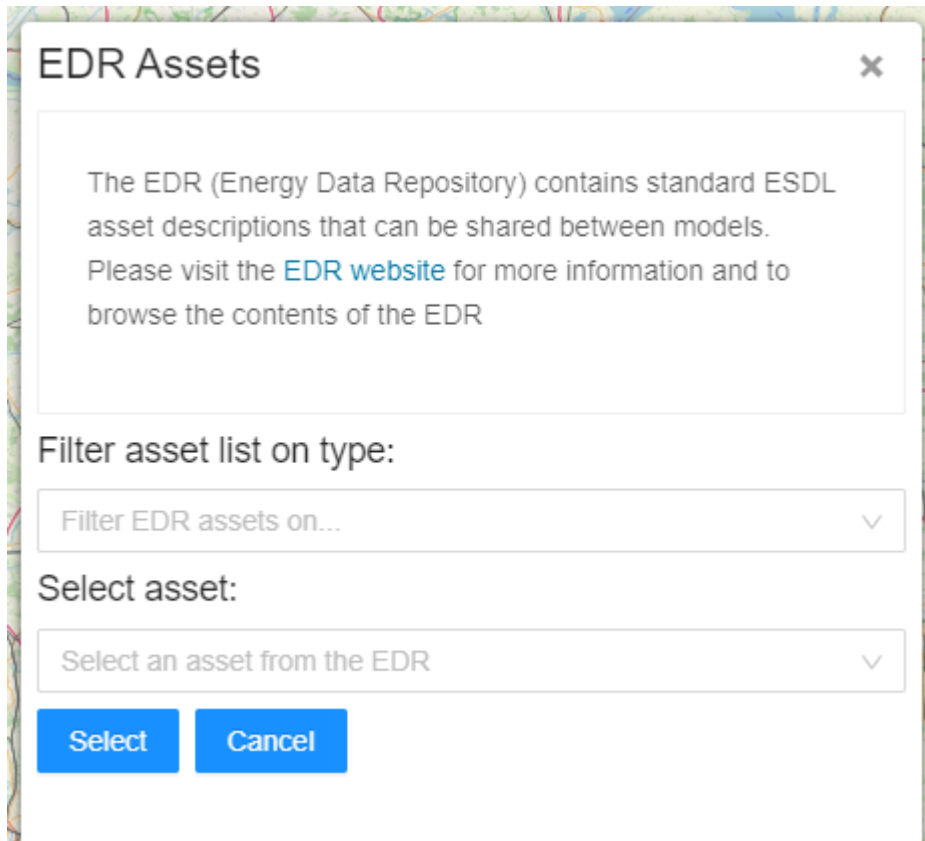 EDR Assets
The EDR (Energy Data Repository) contains standard ESDL
asset descriptions that can be shared between models.
Please visit the EDR website for more information and to
browse the contents of the EDR
Filter asset list on type:
Filter EDR assets on...
Select asset:
Select an asset from the EDR
Select Cancel